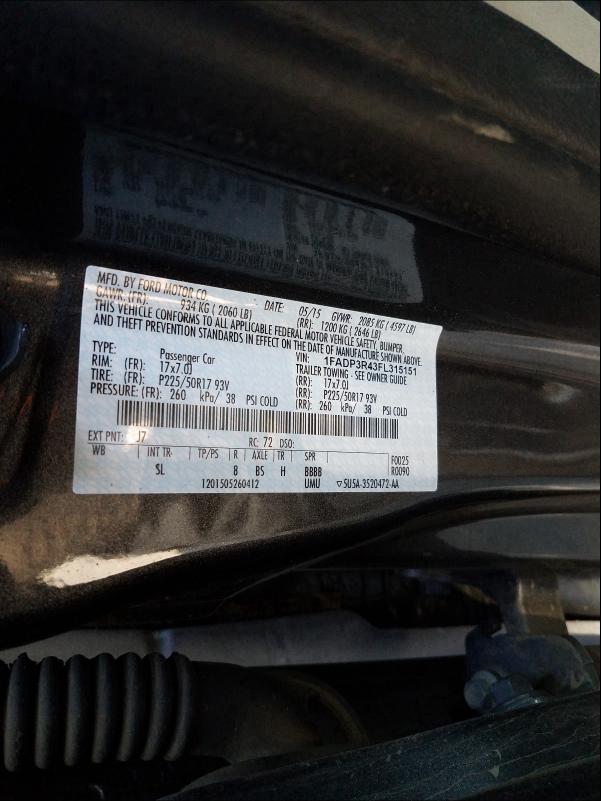 MFD. BY FORD MOTOR CO.
DATE: 05/15 GVWR: 2085 KG ( 4597 LB)
GAWR: (FR): 934 KG ( 2060 LB) (RR): 1200 KG ( 2646 LB)
THIS VEHICLE CONFORMS TO ALL APPLICABLE FEDERAL MOTOR VEHICLE SAFETY, BUMPER,
AND THEFT PREVENTION STANDARDS IN EFFECT ON THE DATE OF MANUFACTURE SHOWN ABOVE.
VIN: 1FADP3R43FL315151
TYPE: Passenger Car TRAILER TOWING - SEE OWNER GUIDE
RIM: (FR): 17x7.0J (RR): 17x7.0J
TIRE: (FR): P225/50R17 93V (RR): P225/50R17 93V
PRESSURE: (FR): 260 kPa/ 38 PSI COLD (RR): 260 kPa/ 38 PSI COLD
EXT PNT: J7 RC: 72 DSO:
WB INT TR TP/PS R AXLE TR SPR F0025
SL 8 BS H BBBB R0090
1201505260412 UMU ▽5U5A-3520472-AA